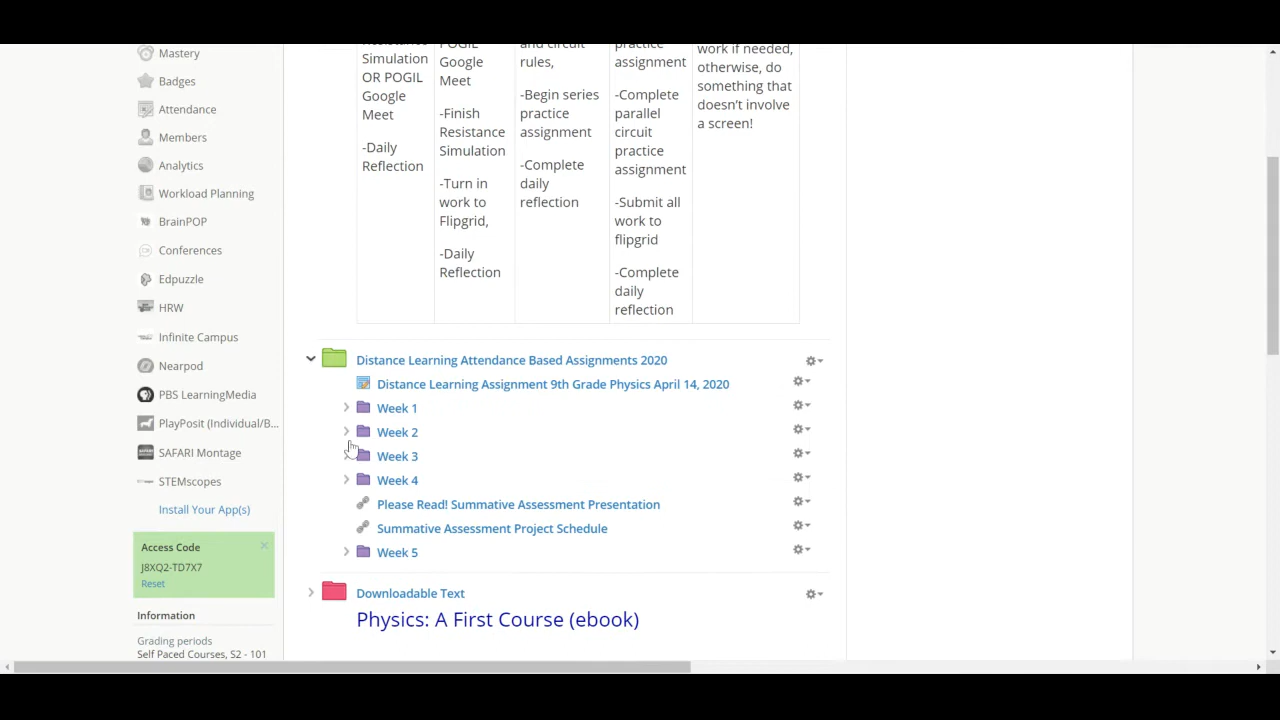 Mastery
Badges
Attendance
Members
Analytics
Workload Planning
BrainPOP
Conferences
Edpuzzle
HRW
Infinite Campus
Nearpod
PBS LearningMedia
PlayPosit (Individual/B...
SAFARI Montage
STEMscopes
Install Your App(s)
Access Code
J8XQ2-TD7X7
Reset
Information
Grading periods
Self Paced Courses, S2 - 101
Resistance
Simulation
OR POGIL
Google
Meet
-Daily
Reflection
POGIL
Google
Meet
-Finish
Resistance
Simulation
-Turn in
work to
Flipgrid,
-Daily
Reflection
and circuit
rules,
-Begin series
practice
assignment
-Complete
daily
reflection
practice
assignment
-Complete
parallel
circuit
practice
assignment
-Submit all
work to
flipgrid
-Complete
daily
reflection
work if needed,
otherwise, do
something that
doesn't involve
a screen!
Distance Learning Attendance Based Assignments 2020
Distance Learning Assignment 9th Grade Physics April 14, 2020
Week 1
Week 2
Week 3
Week 4
Please Read! Summative Assessment Presentation
Summative Assessment Project Schedule
Week 5
Downloadable Text
Physics: A First Course (ebook)